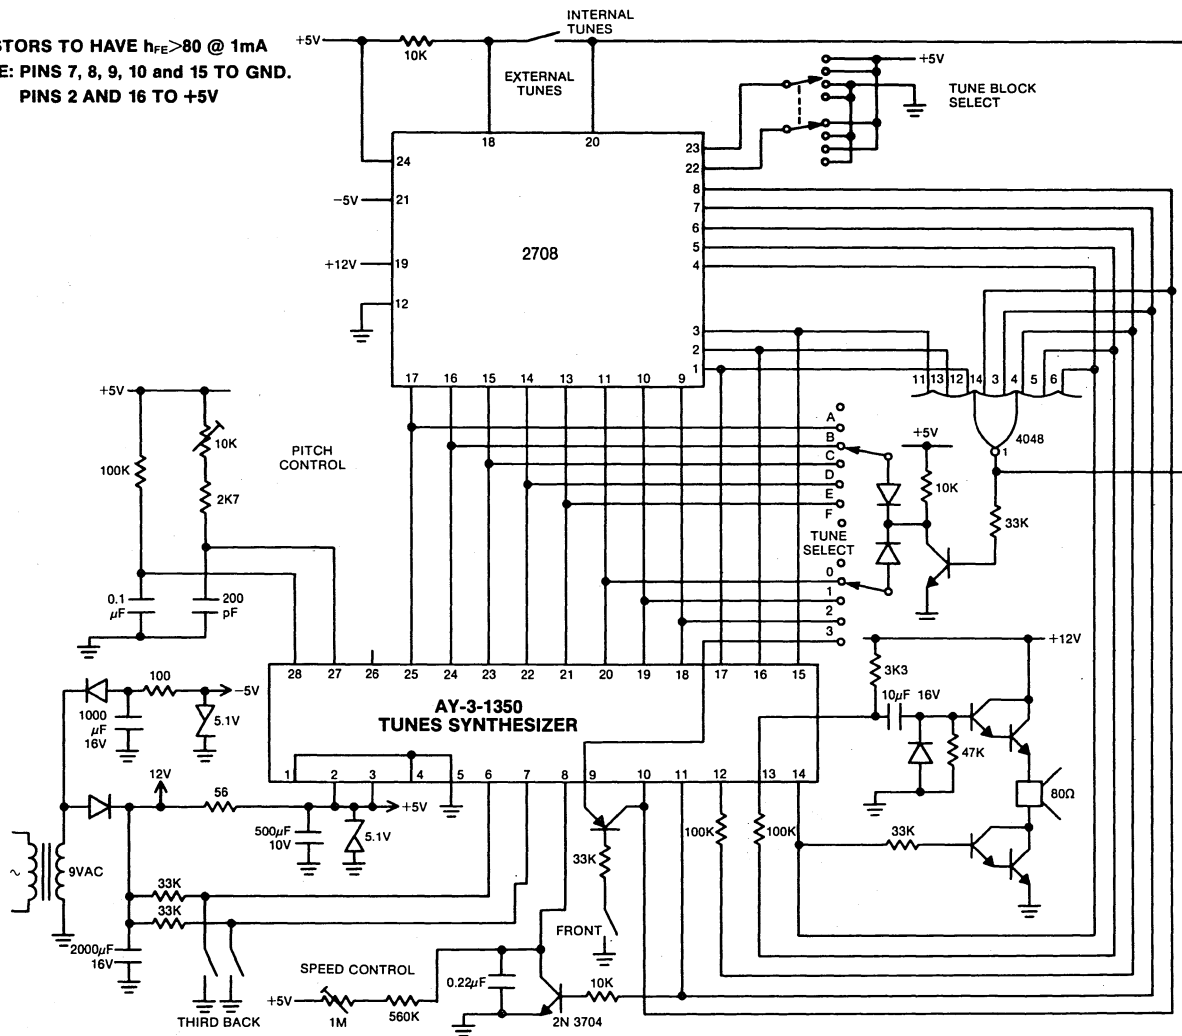 STORS TO HAVE hFE>80 @ 1mA
E: PINS 7, 8, 9, 10 and 15 TO GND.
PINS 2 AND 16 TO +5V
+5V
10K
INTERNAL
TUNES
EXTERNAL
TUNES
+5V
TUNE BLOCK
SELECT
18
20
24
21
19
12
−5V
+12V
2708
23
22
8
7
6
5
4
3
2
1
17
16
15
14
13
11
10
9
11
13
12
14
3
4
5
6
4048
1
+5V
10K
33K
A
B
C
D
E
F
TUNE
SELECT
0
1
2
3
+5V
10K
100K
2K7
PITCH
CONTROL
0.1
µF
200
pF
28
27
26
25
24
23
22
21
20
19
18
17
16
15
AY-3-1350
TUNES SYNTHESIZER
1
2
3
4
5
6
7
8
9
10
11
12
13
14
100
−5V
1000
µF
16V
5.1V
12V
56
+5V
500µF
10V
5.1V
~
9VAC
33K
33K
2000µF
16V
THIRD BACK
SPEED CONTROL
+5V
1M
560K
0.22µF
2N 3704
10K
33K
FRONT
100K
100K
+12V
3K3
10µF 16V
47K
80Ω
33K